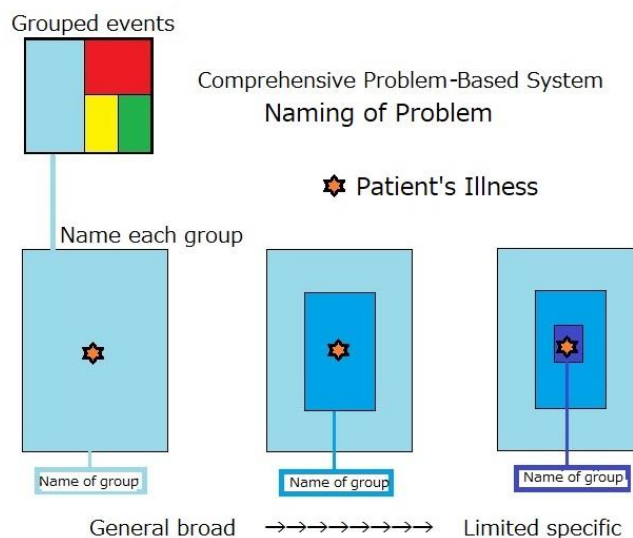 Grouped events
Comprehensive Problem-Based System
Naming of Problem
Patient's Illness
Name each group
Name of group
Name of group
Name of group
General broad →→→→→→→→ Limited specific